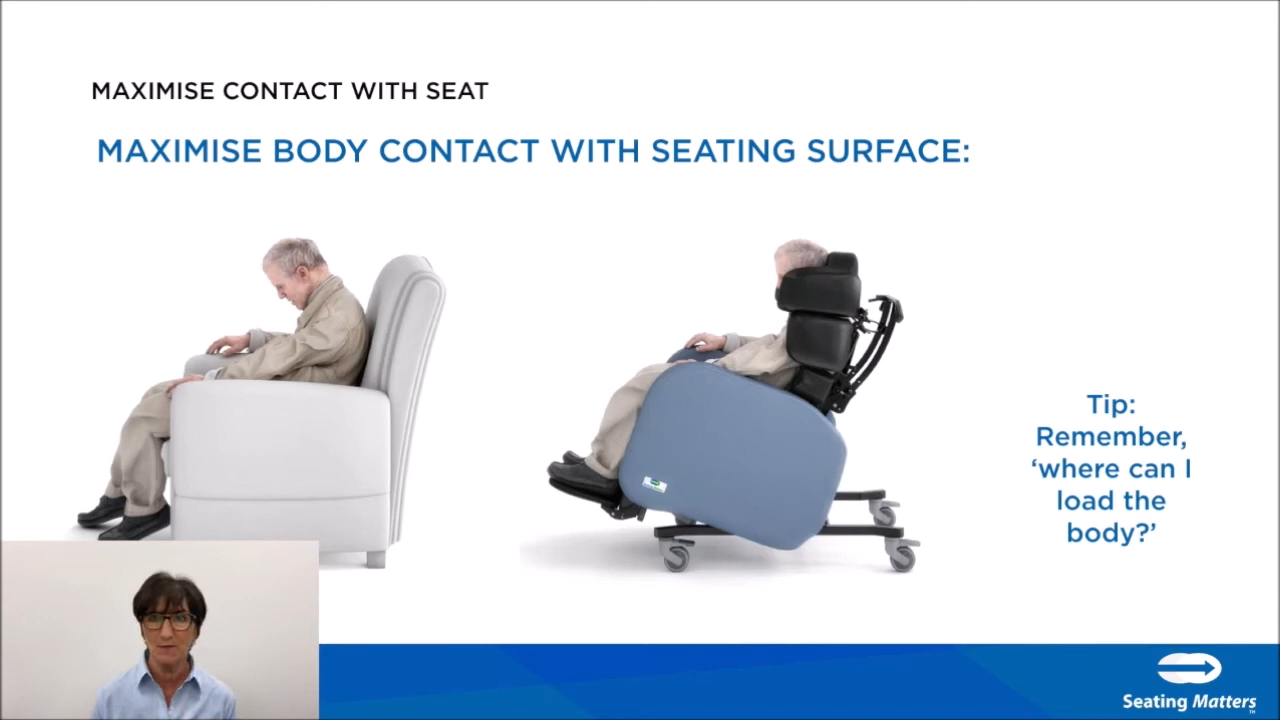 MAXIMISE CONTACT WITH SEAT
MAXIMISE BODY CONTACT WITH SEATING SURFACE:
Tip:
Remember,
‘where can I
load the
body?’
Seating Matters
TM